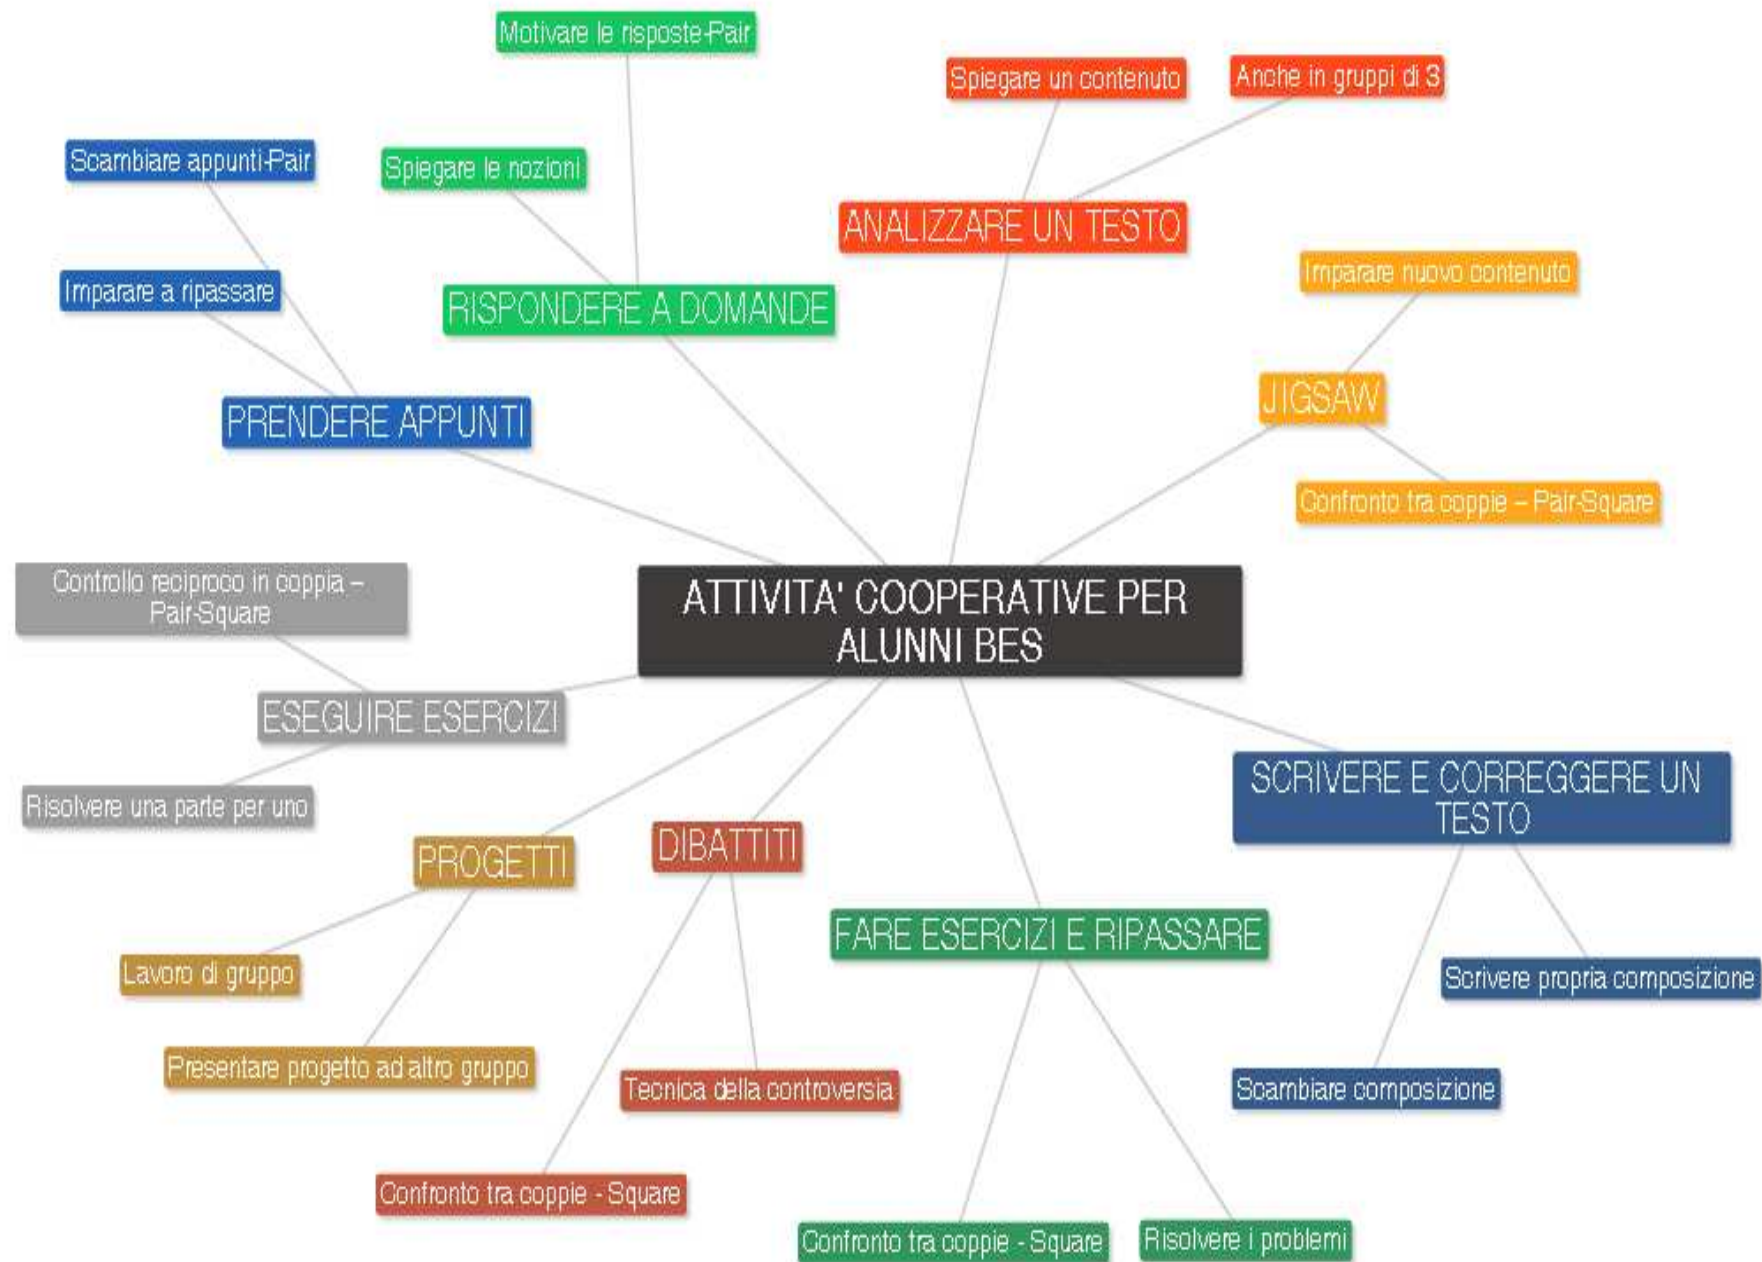 Motivare le risposte-Pair
Spiegare un contenuto
Anche in gruppi di 3
Scambiare appunti-Pair
Spiegare le nozioni
ANALIZZARE UN TESTO
Imparare a ripassare
RISPONDERE A DOMANDE
Imparare nuovo contenuto
PRENDERE APPUNTI
JIGSAW
Confronto tra coppie – Pair-Square
Controllo reciproco in coppia –
Pair-Square
ATTIVITA' COOPERATIVE PER
ALUNNI BES
ESEGUIRE ESERCIZI
Risolvere una parte per uno
SCRIVERE E CORREGGERE UN
TESTO
PROGETTI
DIBATTITI
FARE ESERCIZI E RIPASSARE
Lavoro di gruppo
Scrivere propria composizione
Presentare progetto ad altro gruppo
Tecnica della controversia
Scambiare composizione
Confronto tra coppie - Square
Confronto tra coppie - Square
Risolvere i problemi